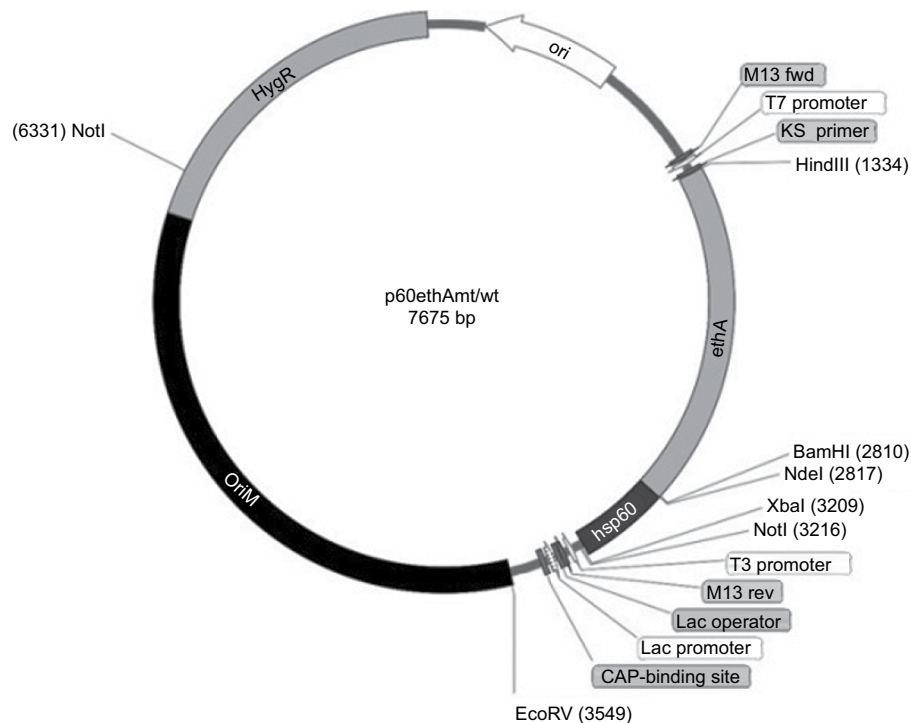 ori
HygR
M13 fwd
T7 promoter
KS primer
HindIII (1334)
(6331) NotI
p60ethAmt/wt
7675 bp
ethA
BamHI (2810)
NdeI (2817)
XbaI (3209)
NotI (3216)
hsp60
OriM
T3 promoter
M13 rev
Lac operator
Lac promoter
CAP-binding site
EcoRV (3549)